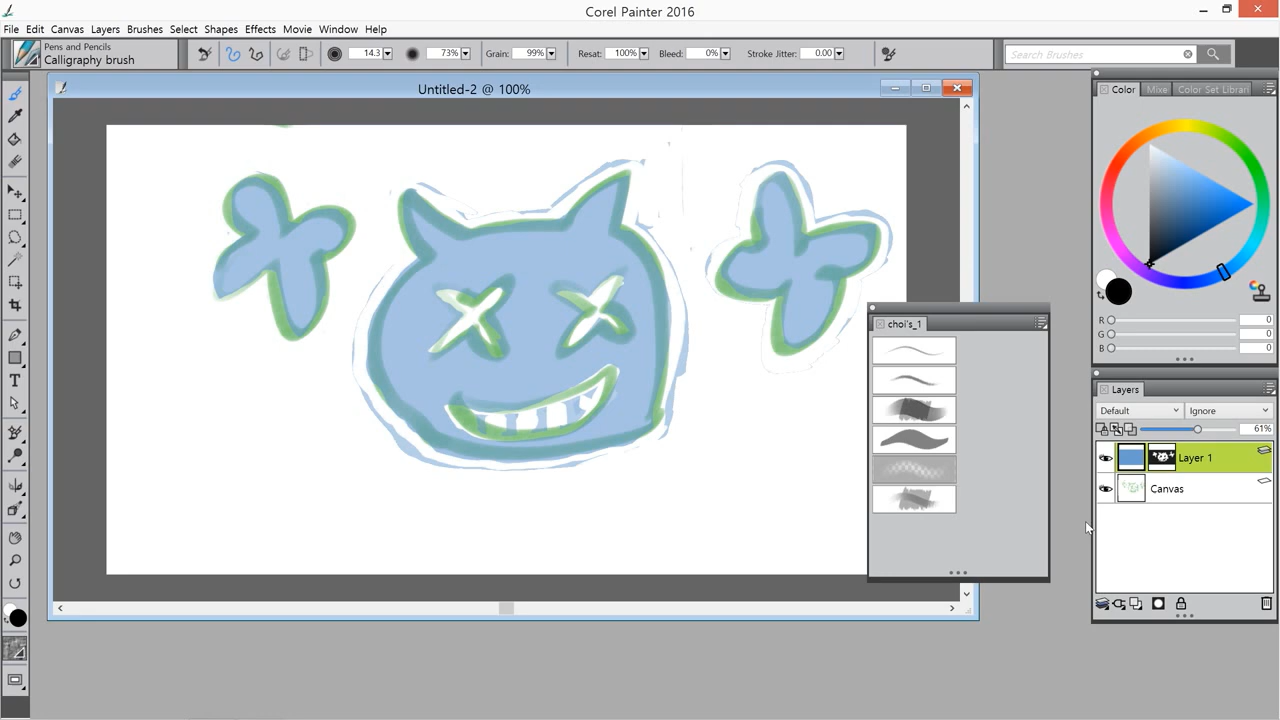 Corel Painter 2016
File Edit Canvas Layers Brushes Select Shapes Effects Movie Window Help
Pens and Pencils
Calligraphy brush
14.3 73% Grain: 99% Resat: 100% Bleed: 0% Stroke Jitter: 0.00
Search Brushes
Untitled-2 @ 100%
Color Mixe Color Set Librari
R 0
G 0
B 0
choi's_1
Layers
Default Ignore
61%
Layer 1
Canvas
T